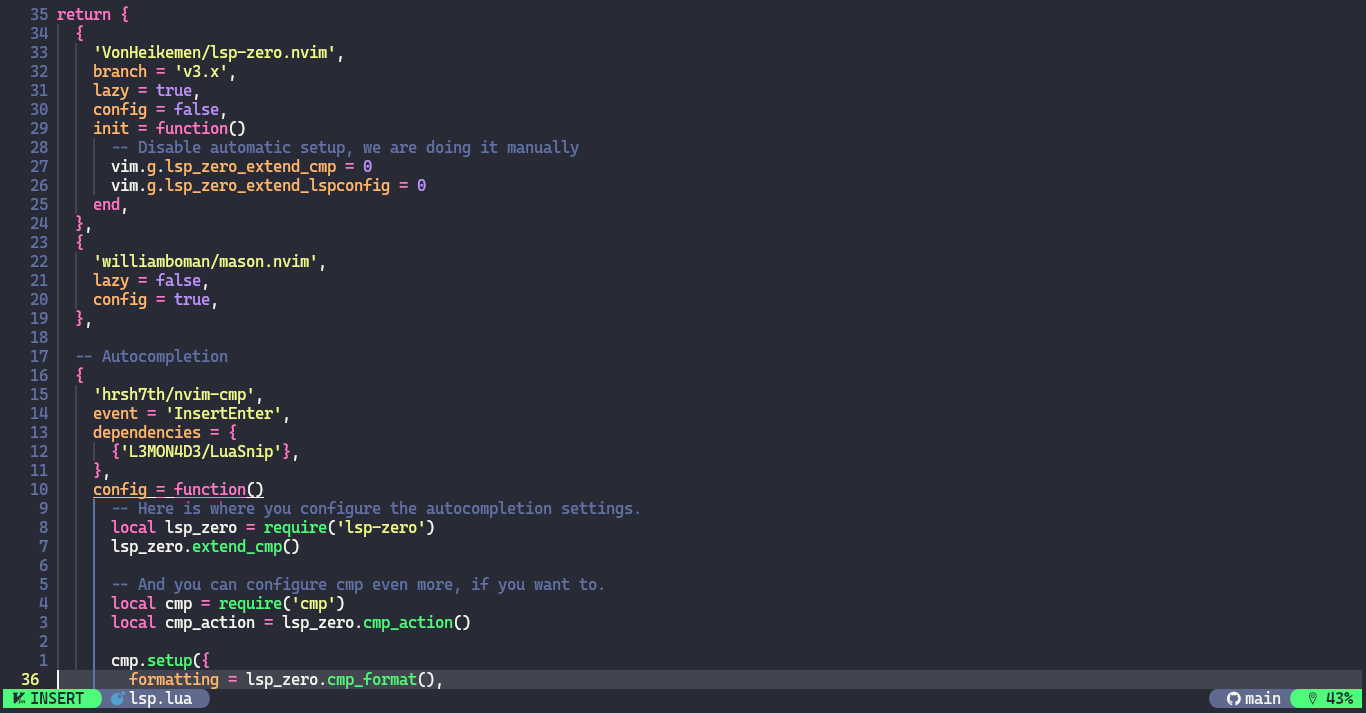 35 return {
34   {
33     'VonHeikemen/lsp-zero.nvim',
32     branch = 'v3.x',
31     lazy = true,
30     config = false,
29     init = function()
28       -- Disable automatic setup, we are doing it manually
27       vim.g.lsp_zero_extend_cmp = 0
26       vim.g.lsp_zero_extend_lspconfig = 0
25     end,
24   },
23   {
22     'williamboman/mason.nvim',
21     lazy = false,
20     config = true,
19   },
18
17   -- Autocompletion
16   {
15     'hrsh7th/nvim-cmp',
14     event = 'InsertEnter',
13     dependencies = {
12       {'L3MON4D3/LuaSnip'},
11     },
10     config = function()
9       -- Here is where you configure the autocompletion settings.
8       local lsp_zero = require('lsp-zero')
7       lsp_zero.extend_cmp()
6
5       -- And you can configure cmp even more, if you want to.
4       local cmp = require('cmp')
3       local cmp_action = lsp_zero.cmp_action()
2
1       cmp.setup({
36         formatting = lsp_zero.cmp_format(),
INSERT lsp.lua main 43%